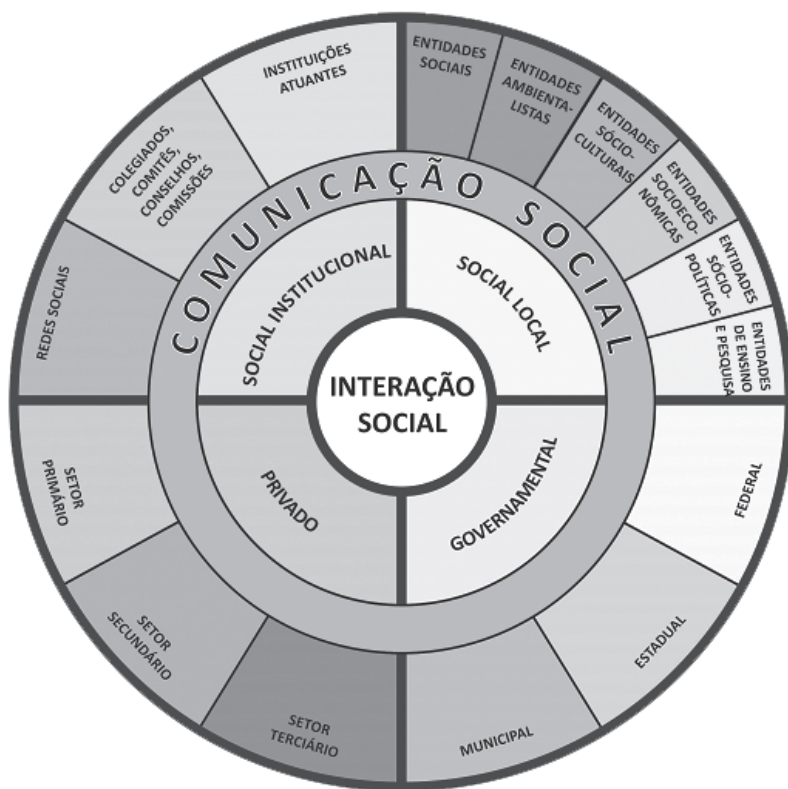 INTERAÇÃO
SOCIAL
SOCIAL INSTITUCIONAL
SOCIAL LOCAL
GOVERNAMENTAL
PRIVADO
COMUNICAÇÃO SOCIAL
INSTITUIÇÕES
ATUANTES
ENTIDADES
SOCIAIS
ENTIDADES
AMBIENTA-
LISTAS
ENTIDADES
SÓCIO-
CULTURAIS
ENTIDADES
SOCIOECO-
NÔMICAS
ENTIDADES
SÓCIO-
POLÍTICAS
ENTIDADES
DE ENSINO
E PESQUISA
FEDERAL
ESTADUAL
MUNICIPAL
SETOR
TERCIÁRIO
SETOR
SECUNDÁRIO
SETOR
PRIMÁRIO
REDES SOCIAIS
COLEGIADOS,
COMITÊS,
CONSELHOS,
COMISSÕES